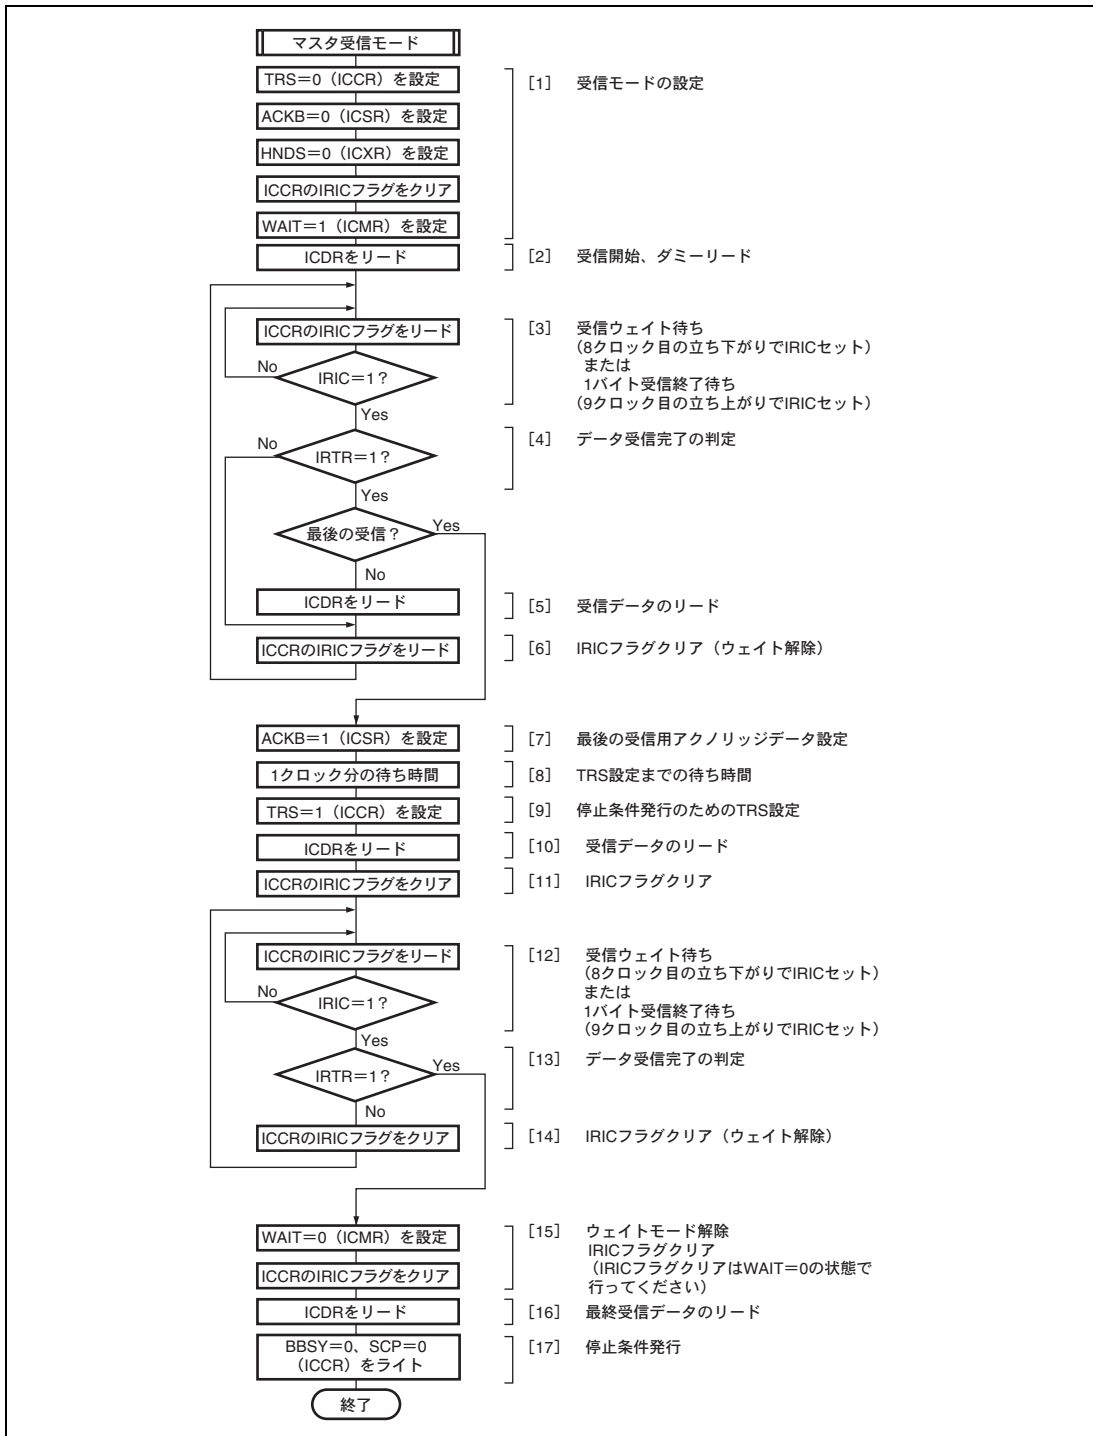 マスタ受信モード
TRS＝0（ICCR）を設定
[1] 受信モードの設定
ACKB＝0（ICSR）を設定
HNDS＝0（ICXR）を設定
ICCRのIRICフラグをクリア
WAIT＝1（ICMR）を設定
ICDRをリード
[2] 受信開始、ダミーリード
ICCRのIRICフラグをリード
[3] 受信ウェイト待ち
（8クロック目の立ち下がりでIRICセット）
または
1バイト受信終了待ち
（9クロック目の立ち上がりでIRICセット）
No
IRIC＝1？
Yes
No
IRTR＝1？
[4] データ受信完了の判定
Yes
最後の受信？
Yes
No
ICDRをリード
[5] 受信データのリード
ICCRのIRICフラグをリード
[6] IRICフラグクリア（ウェイト解除）
ACKB＝1（ICSR）を設定
[7] 最後の受信用アクノリッジデータ設定
1クロック分の待ち時間
[8] TRS設定までの待ち時間
TRS＝1（ICCR）を設定
[9] 停止条件発行のためのTRS設定
ICDRをリード
[10] 受信データのリード
ICCRのIRICフラグをクリア
[11] IRICフラグクリア
ICCRのIRICフラグをリード
[12] 受信ウェイト待ち
（8クロック目の立ち下がりでIRICセット）
または
1バイト受信終了待ち
（9クロック目の立ち上がりでIRICセット）
No
IRIC＝1？
Yes
IRTR＝1？
Yes
[13] データ受信完了の判定
No
ICCRのIRICフラグをクリア
[14] IRICフラグクリア（ウェイト解除）
WAIT＝0（ICMR）を設定
[15] ウェイトモード解除
IRICフラグクリア
（IRICフラグクリアはWAIT＝0の状態で
行ってください）
ICCRのIRICフラグをクリア
ICDRをリード
[16] 最終受信データのリード
BBSY＝0、SCP＝0
（ICCR）をライト
[17] 停止条件発行
終了